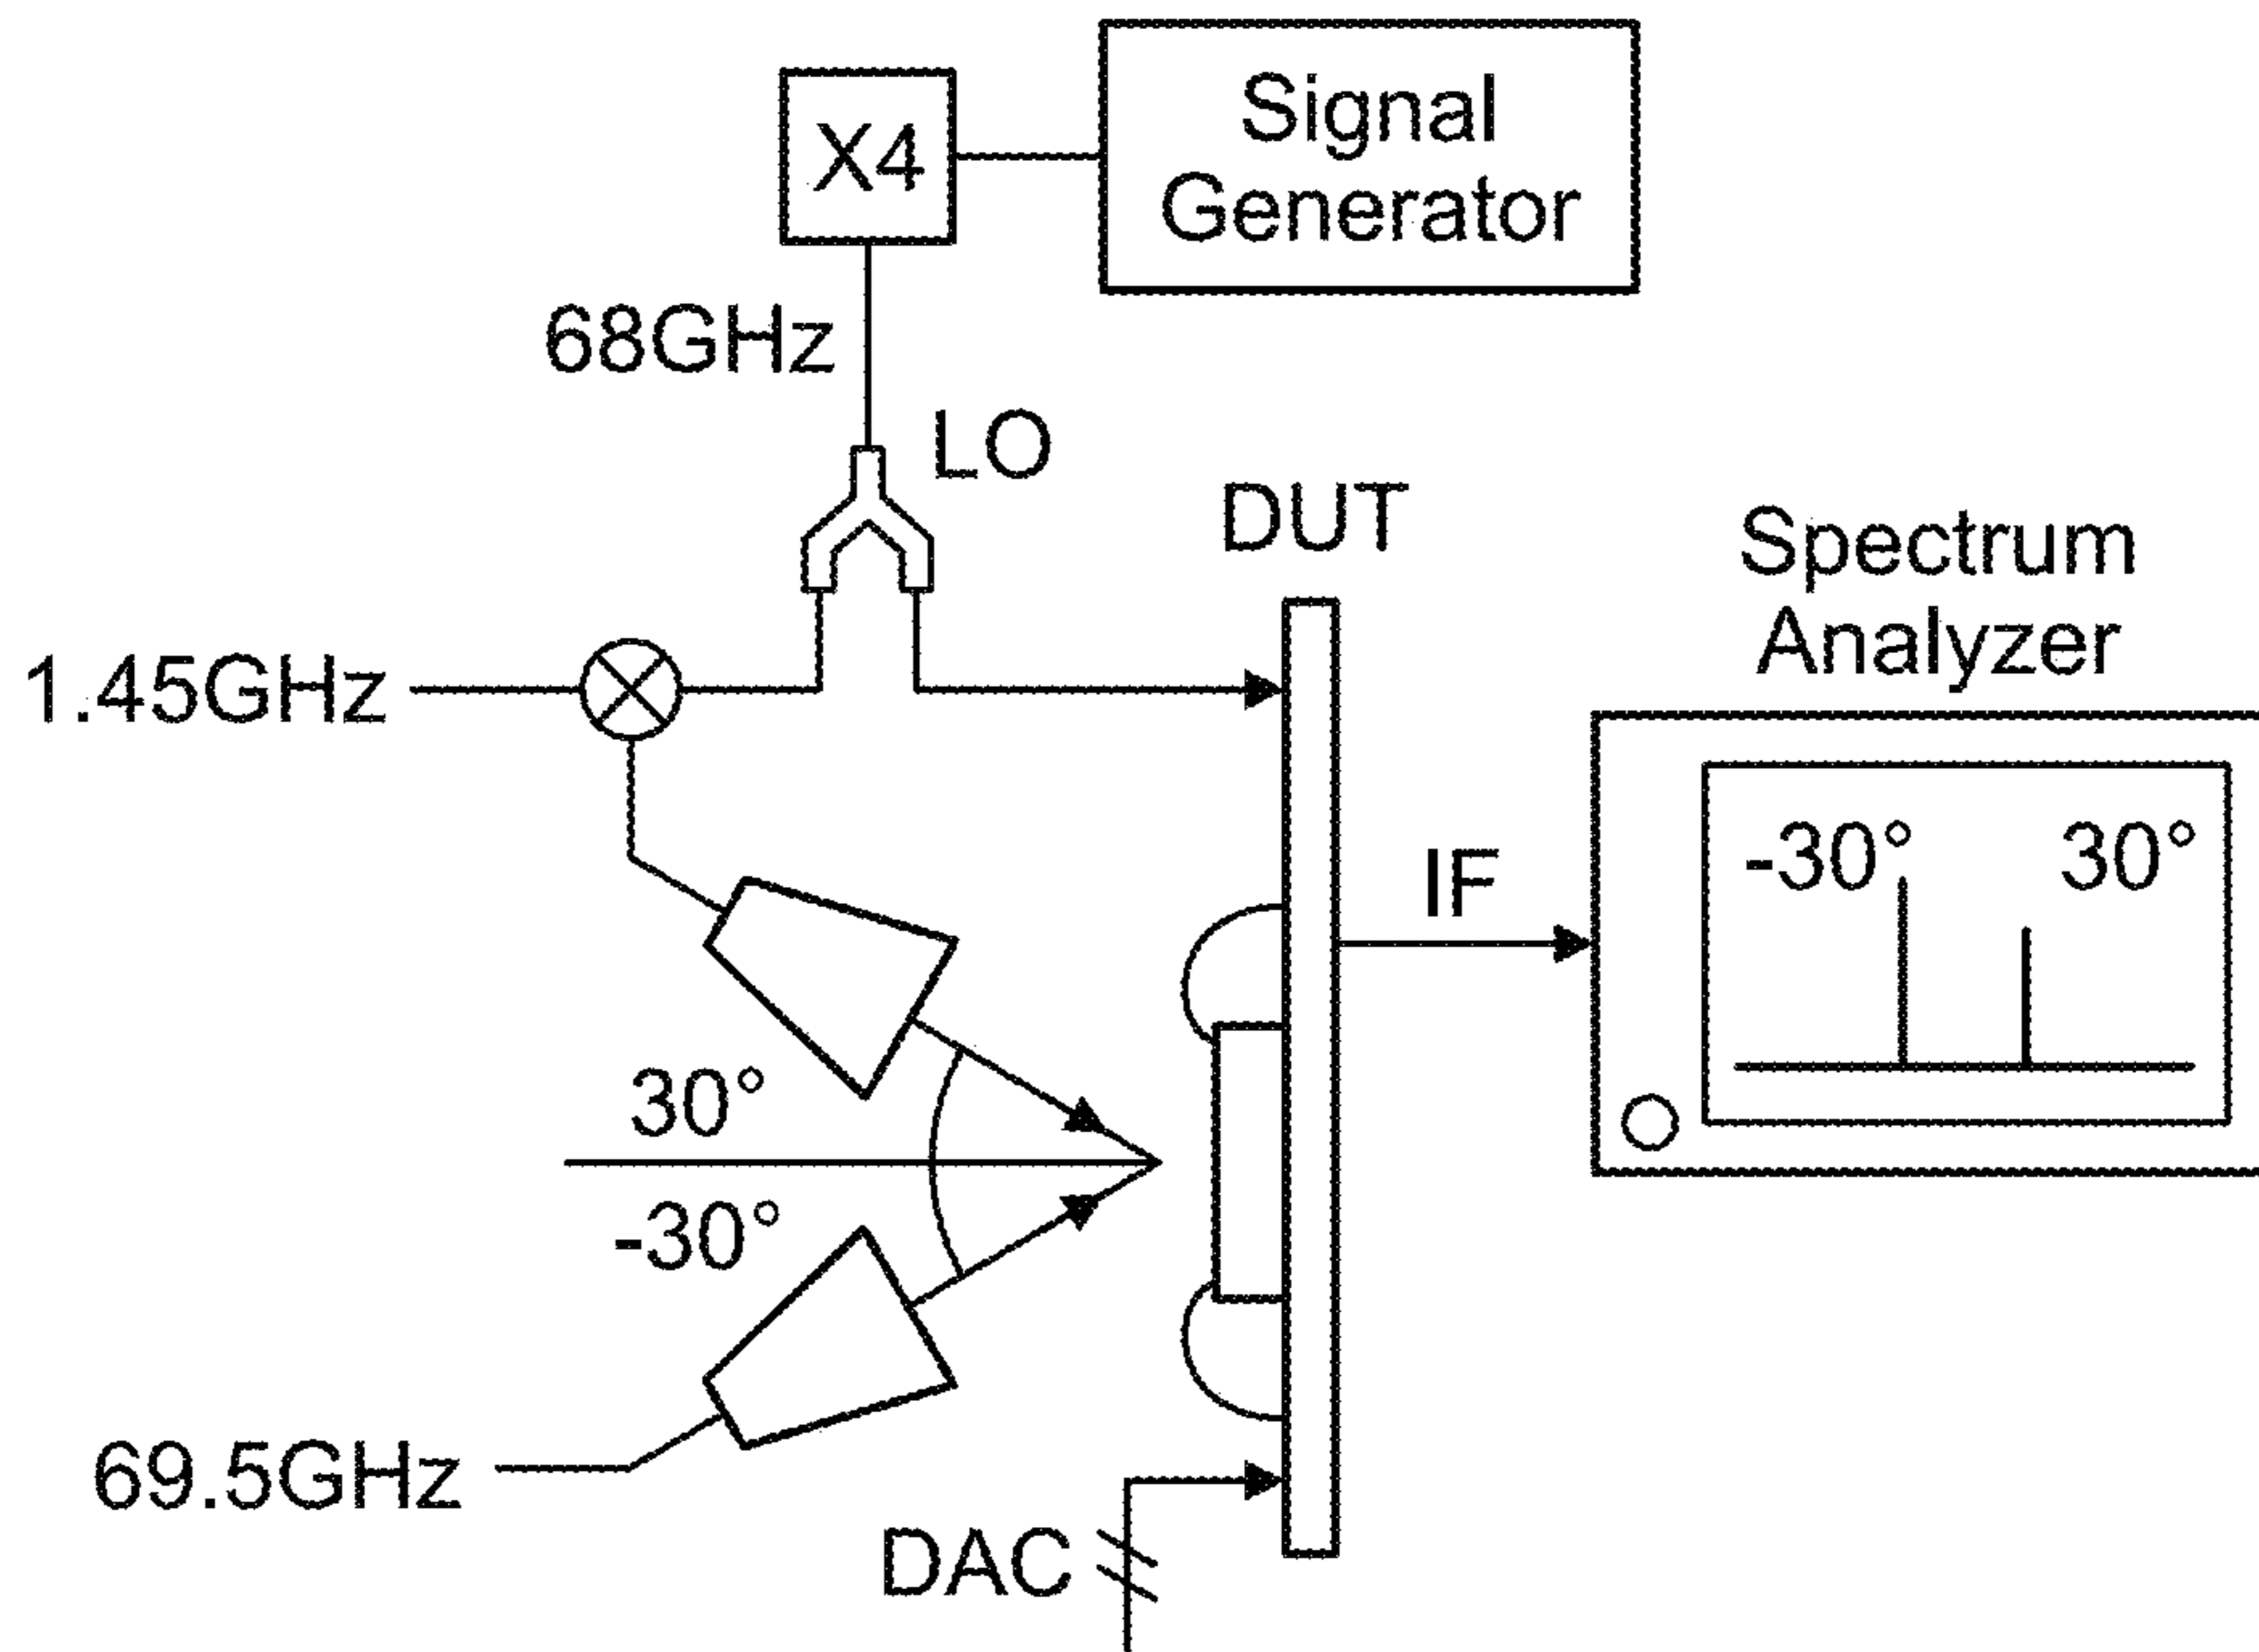 X4
Signal
Generator
68GHz
LO
DUT
Spectrum
Analyzer
1.45GHz
-30° 30°
IF
30°
-30°
69.5GHz
DAC